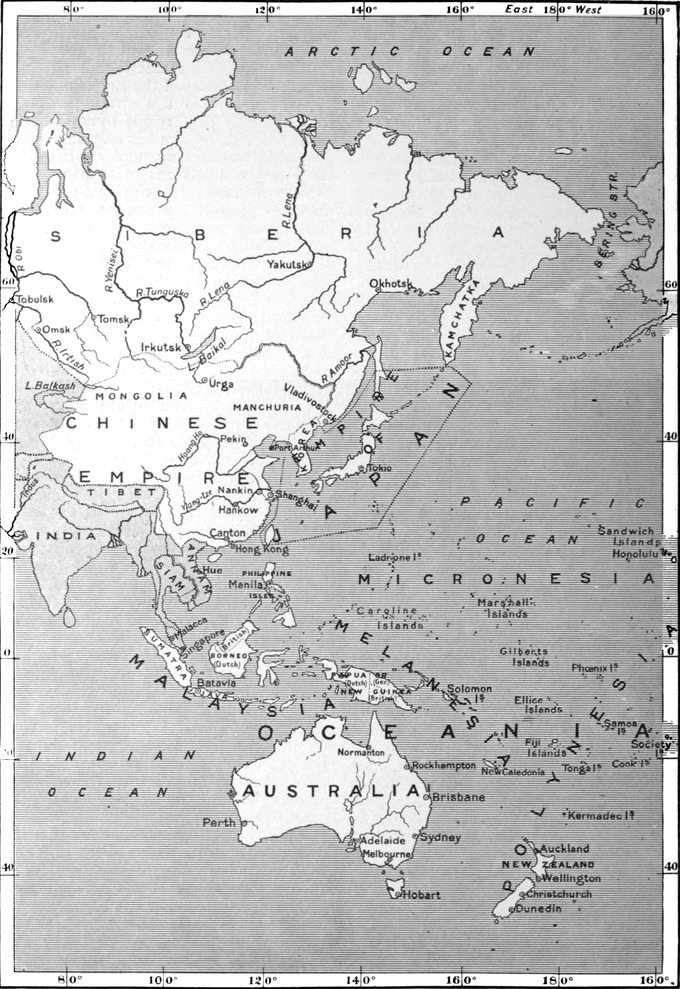 80° 100° 120° 140° 160° East 180° West 160°
ARCTIC OCEAN
BERING STR.
SIBERIA
R. Lena
R. Obi
R. Yenisei
Yakutsk
R. Tunguska
R. Lena
Okhotsk
60
60
Tobolsk
Tomsk
Omsk
R. Irtish
Irkutsk
L. Baikal
KAMCHATKA
R. Amoor
L. Balkash
Urga
MONGOLIA
MANCHURIA
Vladivostock
CHINESE
EMPIRE
EMPIRE
OF
JAPAN
KOREA
Hoang-Ho
Pekin
Port Arthur
40
40
Tokio
TIBET
Indus
Yang-tze
Nankin
Shanghai
Hankow
PACIFIC
OCEAN
Sandwich
Islands
Honolulu
INDIA
Canton
Hong Kong
20
20
ANNAM
SIAM
Hue
Ladrone Is
MICRONESIA
PHILIPPINE
ISLES
Manila
Caroline
Islands
Marshall
Islands
Malacca
Singapore
SUMATRA
BORNEO
(British)
(Dutch)
MELANESIA
Gilberts
Islands
0
0
Phœnix Is
MALAYSIA
Batavia
JAVA
PAPUA OR
(Dutch) (Ger.)
NEW GUINEA
(British)
Solomon
Is
Ellice
Islands
POLYNESIA
Samoa
Is
OCEANIA
Society
Is
INDIAN
OCEAN
Normanton
Fiji
Islands
Tonga Is
Cook Is
New Caledonia
Rockhampton
AUSTRALIA
Brisbane
Kermadec Is
Perth
Adelaide
Melbourne
Sydney
Auckland
NEW ZEALAND
40
40
Wellington
Hobart
Christchurch
Dunedin
80° 100° 120° 140° 160° 180° 160°